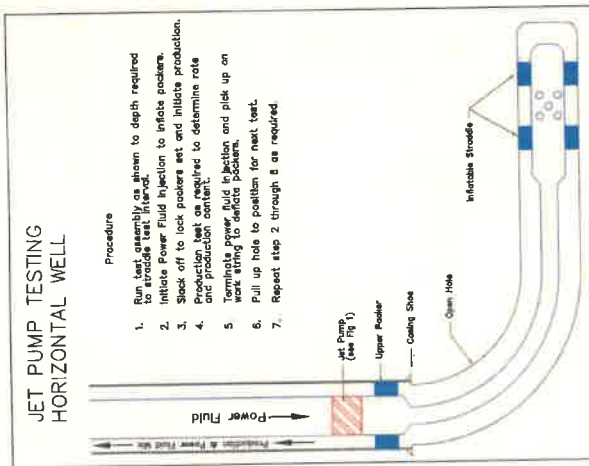 JET PUMP TESTING
HORIZONTAL WELL
Procedure
1. Run test assembly as shown to depth required
to straddle test interval.
2. Initiate Power Fluid injection to inflate packers.
3. Slack off to lock packers set and initiate production.
4. Production test as required to determine rate
and production content.
5 Terminate power fluid injection and pick up on
work string to deflate packers.
6. Pull up hole to position for next test.
7. Repeat step 2 through 6 as required.
Production & Power Fluid Mix
Power Fluid
Jet Pump
(see Fig 1)
Upper Packer
Casing Shoe
Open Hole
Inflatable Straddle